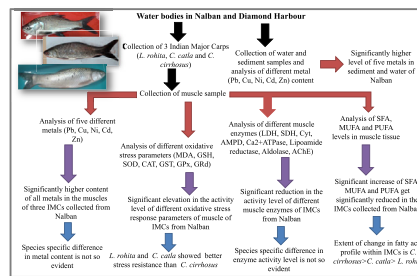 Water bodies in Nalban and Diamond Harbour
Collection of 3 Indian Major Carps
(L. rohita, C. catla and C.
cirrhosus)
Collection of water and
sediment samples and
analysis of different metal
(Pb, Cu, Ni, Cd, Zn) content
Significantly higher
level of five metals in
sediment and water of
Nalban
Collection of muscle sample
Analysis of five different
metals (Pb, Cu, Ni, Cd,
Zn)
Analysis of different oxidative
stress parameters (MDA, GSH,
SOD, CAT, GST, GPx, GRd)
Analysis of different muscle
enzymes (LDH, SDH, Cyt,
AMPD, Ca2+ATPase, Lipoamide
reductase, Aldolase, AChE)
Analysis of SFA,
MUFA and PUFA
levels in muscle tissue
Significantly higher content
of all metals in the muscles
of three IMCs collected from
Nalban
Significant elevation in the activity
level of different oxidative stress
response parameters of muscle of
IMCs from Nalban
Significant reduction in the
activity level of different
muscle enzymes of IMCs
from Nalban
Significant increase of SFA.
MUFA and PUFA get
significantly reduced in the
IMCs collected from Nalban
Species specific difference
in metal content is not so
evident
L. rohita and C. catla showed better
stress resistance than C. cirrhosus
Species specific difference in
enzyme activity level is not so
evident
Extent of change in fatty acid
profile within IMCs is C.
cirrhosus>C.catla> L. rohita